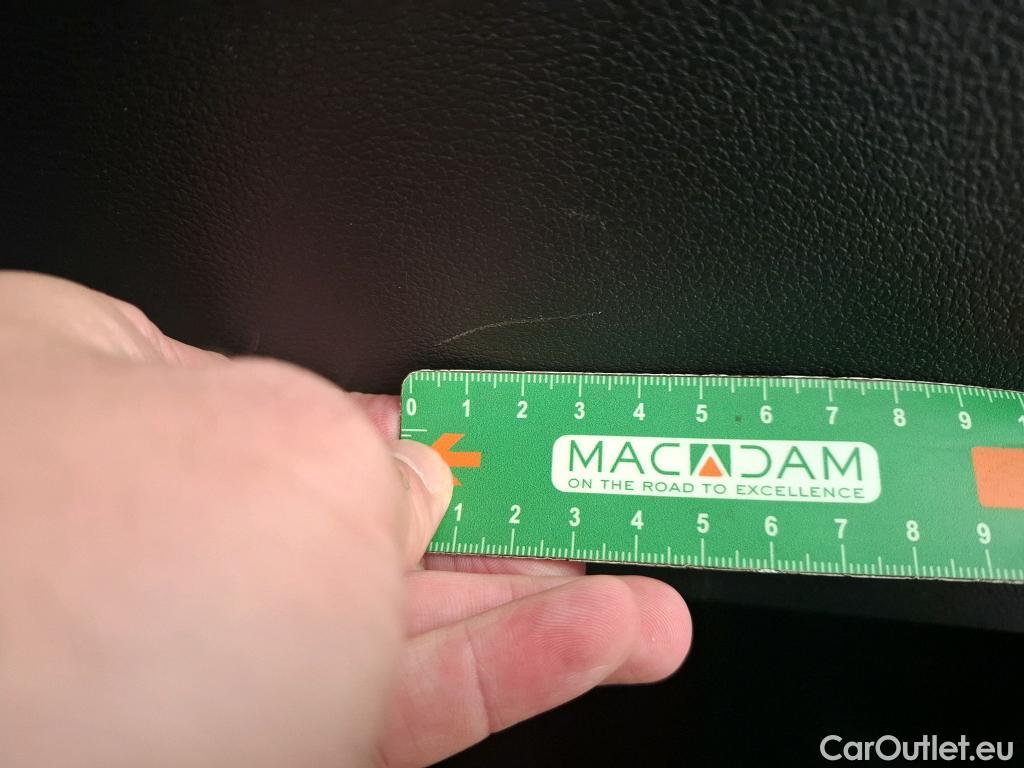 0 1 2 3 4 5 6 7 8 9 1
MACADAM
ON THE ROAD TO EXCELLENCE
1 2 3 4 5 6 7 8 9
CarOutlet.eu